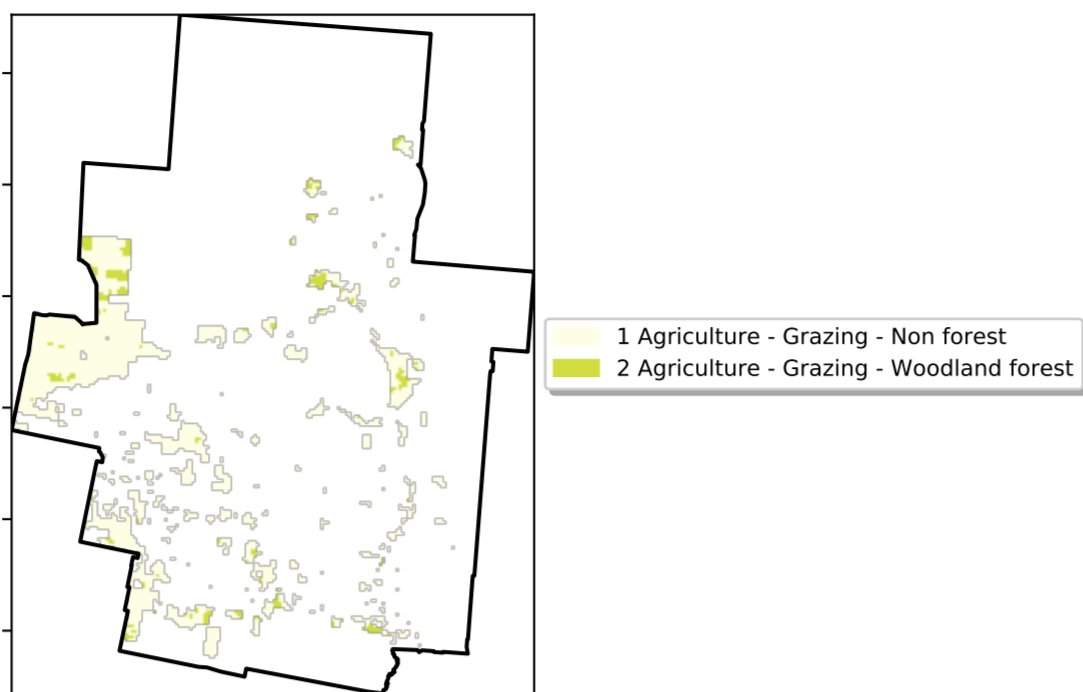 1 Agriculture - Grazing - Non forest
2 Agriculture - Grazing - Woodland forest